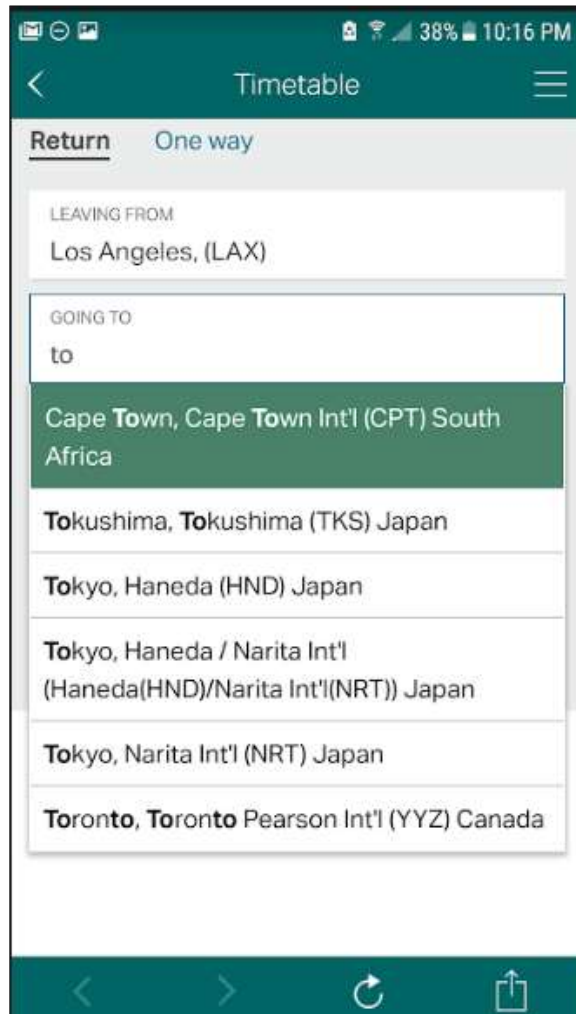 38% 10:16 PM
Timetable
Return One way
LEAVING FROM
Los Angeles, (LAX)
GOING TO
to
Cape Town, Cape Town Int'l (CPT) South
Africa
Tokushima, Tokushima (TKS) Japan
Tokyo, Haneda (HND) Japan
Tokyo, Haneda / Narita Int'l
(Haneda(HND)/Narita Int'l(NRT)) Japan
Tokyo, Narita Int'l (NRT) Japan
Toronto, Toronto Pearson Int'l (YYZ) Canada